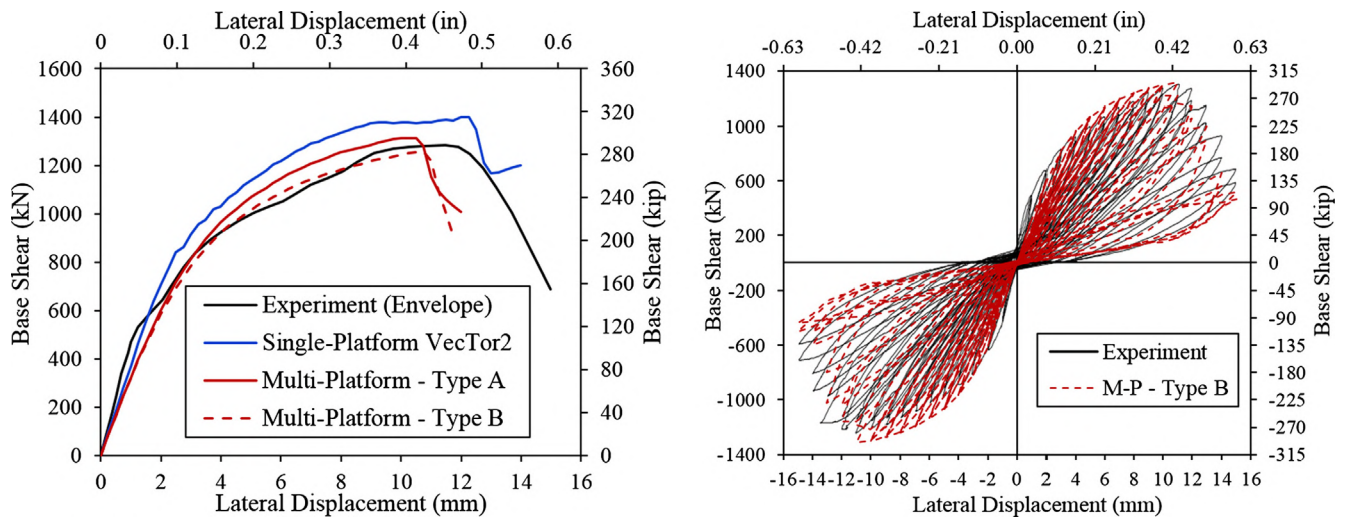 Lateral Displacement (in)
0 0.1 0.2 0.3 0.4 0.5 0.6
1600 360
1400 320
1200 280
1000 240
800 200
600 160
400 120
200 80
0 40
0
Base Shear (kN)
Base Shear (kip)
Experiment (Envelope)
Single-Platform VecTor2
Multi-Platform - Type A
Multi-Platform - Type B
0 2 4 6 8 10 12 14 16
Lateral Displacement (mm)
Lateral Displacement (in)
-0.63 -0.42 -0.21 0.00 0.21 0.42 0.63
1400 315
1000 270
600 225
200 180
-200 135
-600 90
-1000 45
-1400 0
-45
-90
-135
-180
-225
-270
-315
Base Shear (kN)
Base Shear (kip)
Experiment
M-P - Type B
-16 -14 -12 -10 -8 -6 -4 -2 0 2 4 6 8 10 12 14 16
Lateral Displacement (mm)